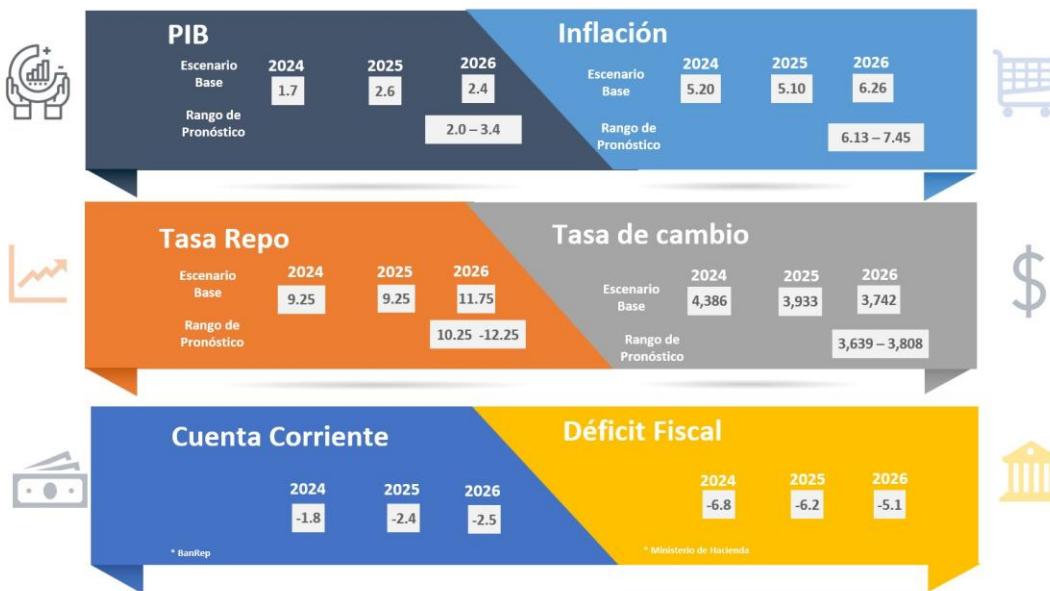 PIB
Escenario Base
2024 2025 2026
1.7 2.6 2.4
Rango de Pronóstico
2.0 – 3.4
Inflación
Escenario Base
2024 2025 2026
5.20 5.10 6.26
Rango de Pronóstico
6.13 – 7.45
Tasa Repo
Escenario Base
2024 2025 2026
9.25 9.25 11.75
Rango de Pronóstico
10.25 -12.25
Tasa de cambio
Escenario Base
2024 2025 2026
4,386 3,933 3,742
Rango de Pronóstico
3,639 – 3,808
Cuenta Corriente
2024 2025 2026
-1.8 -2.4 -2.5
* BanRep
Déficit Fiscal
2024 2025 2026
-6.8 -6.2 -5.1
* Ministerio de Hacienda